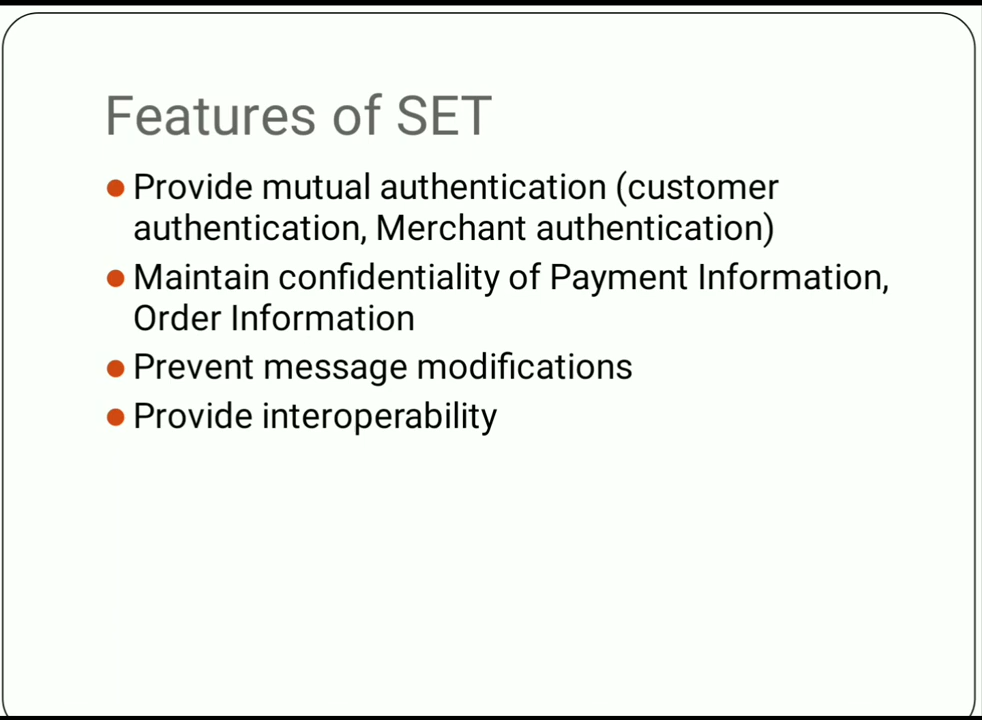 Features of SET
Provide mutual authentication (customer
authentication, Merchant authentication)
Maintain confidentiality of Payment Information,
Order Information
Prevent message modifications
Provide interoperability